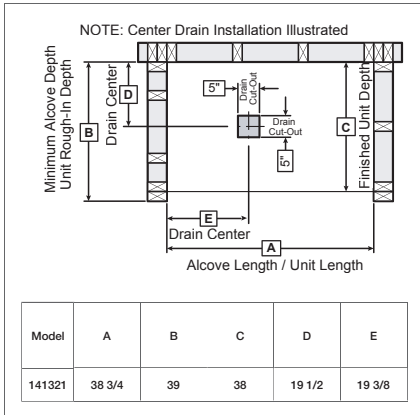 NOTE: Center Drain Installation Illustrated
Minimum Alcove Depth
Unit Rough-In Depth
B
D
Drain Center
5"
Drain
Cut-Out
Drain
Cut-Out
5"
C
Finished Unit Depth
E
Drain Center
A
Alcove Length / Unit Length
Model A B C D E
141321 38 3/4 39 38 19 1/2 19 3/8